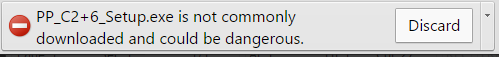 PP_C2+6_Setup.exe is not commonly
downloaded and could be dangerous.
Discard